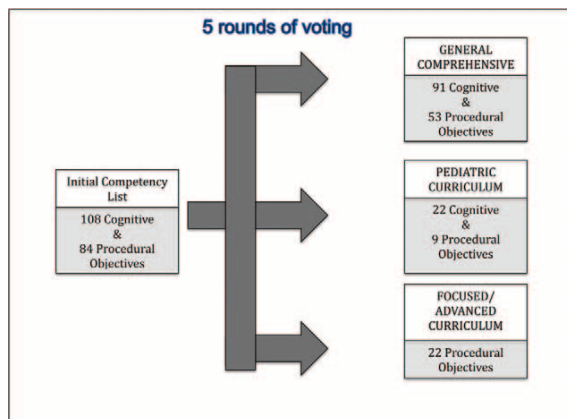 5 rounds of voting
Initial Competency
List
108 Cognitive
&
84 Procedural
Objectives
GENERAL
COMPREHENSIVE
91 Cognitive
&
53 Procedural
Objectives
PEDIATRIC
CURRICULUM
22 Cognitive
&
9 Procedural
Objectives
FOCUSED/
ADVANCED
CURRICULUM
22 Procedural
Objectives